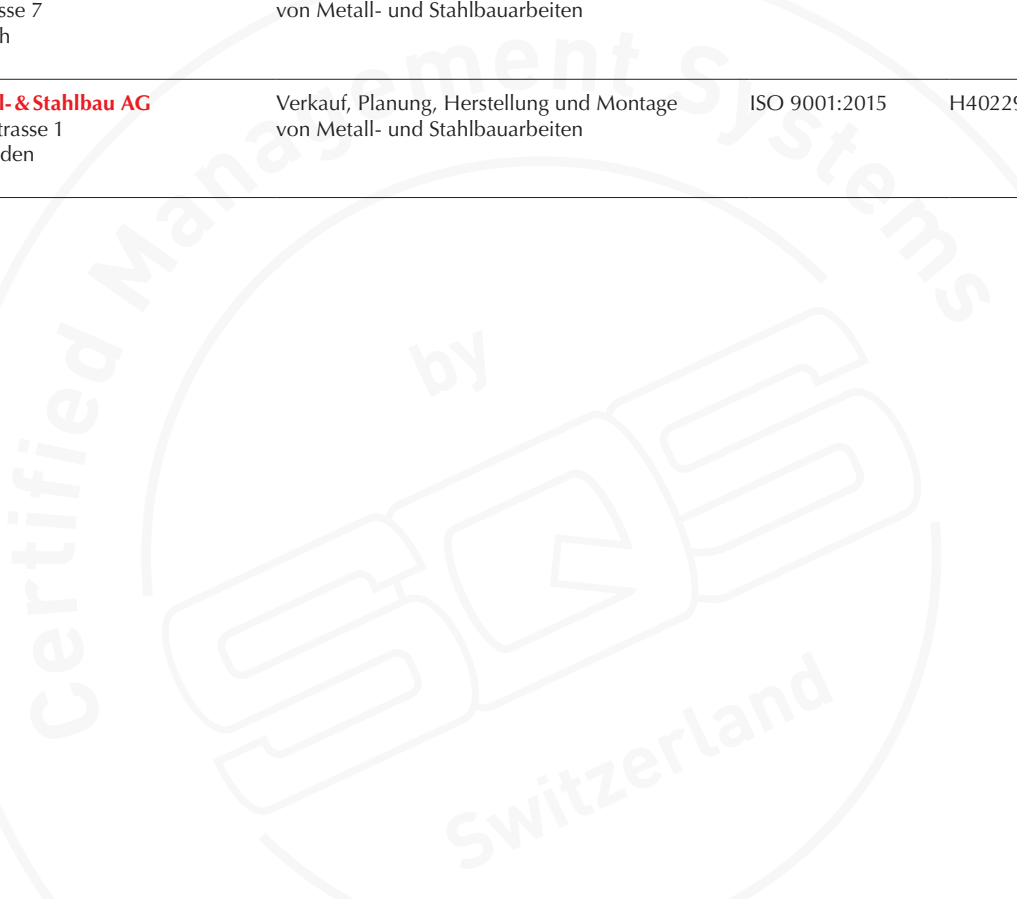 sse 7
von Metall- und Stahlbauarbeiten
h
l- & Stahlbau AG
Verkauf, Planung, Herstellung und Montage
ISO 9001:2015
H40229
trasse 1
von Metall- und Stahlbauarbeiten
den
Certified Management Systems
by
SQS
Switzerland